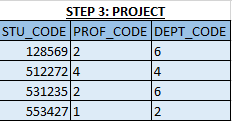 STEP 3: PROJECT
STU_CODE PROF_CODE DEPT_CODE
128569 2 6
512272 4 4
531235 2 6
553427 1 2